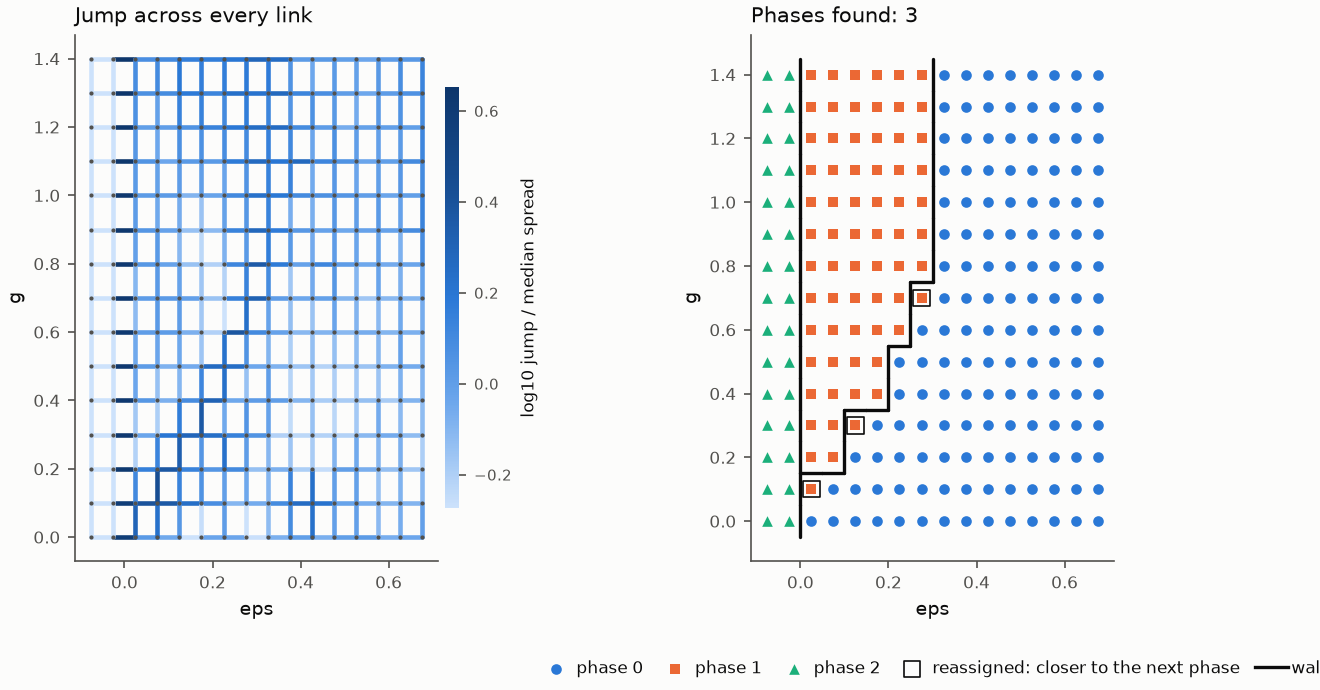 Jump across every link
1.4
1.2
1.0
0.8
0.6
0.4
0.2
0.0
g
0.0 0.2 0.4 0.6
eps
0.6
0.4
0.2
0.0
−0.2
log10 jump / median spread
Phases found: 3
1.4
1.2
1.0
0.8
0.6
0.4
0.2
0.0
g
0.0 0.2 0.4 0.6
eps
phase 0 phase 1 phase 2 reassigned: closer to the next phase wal